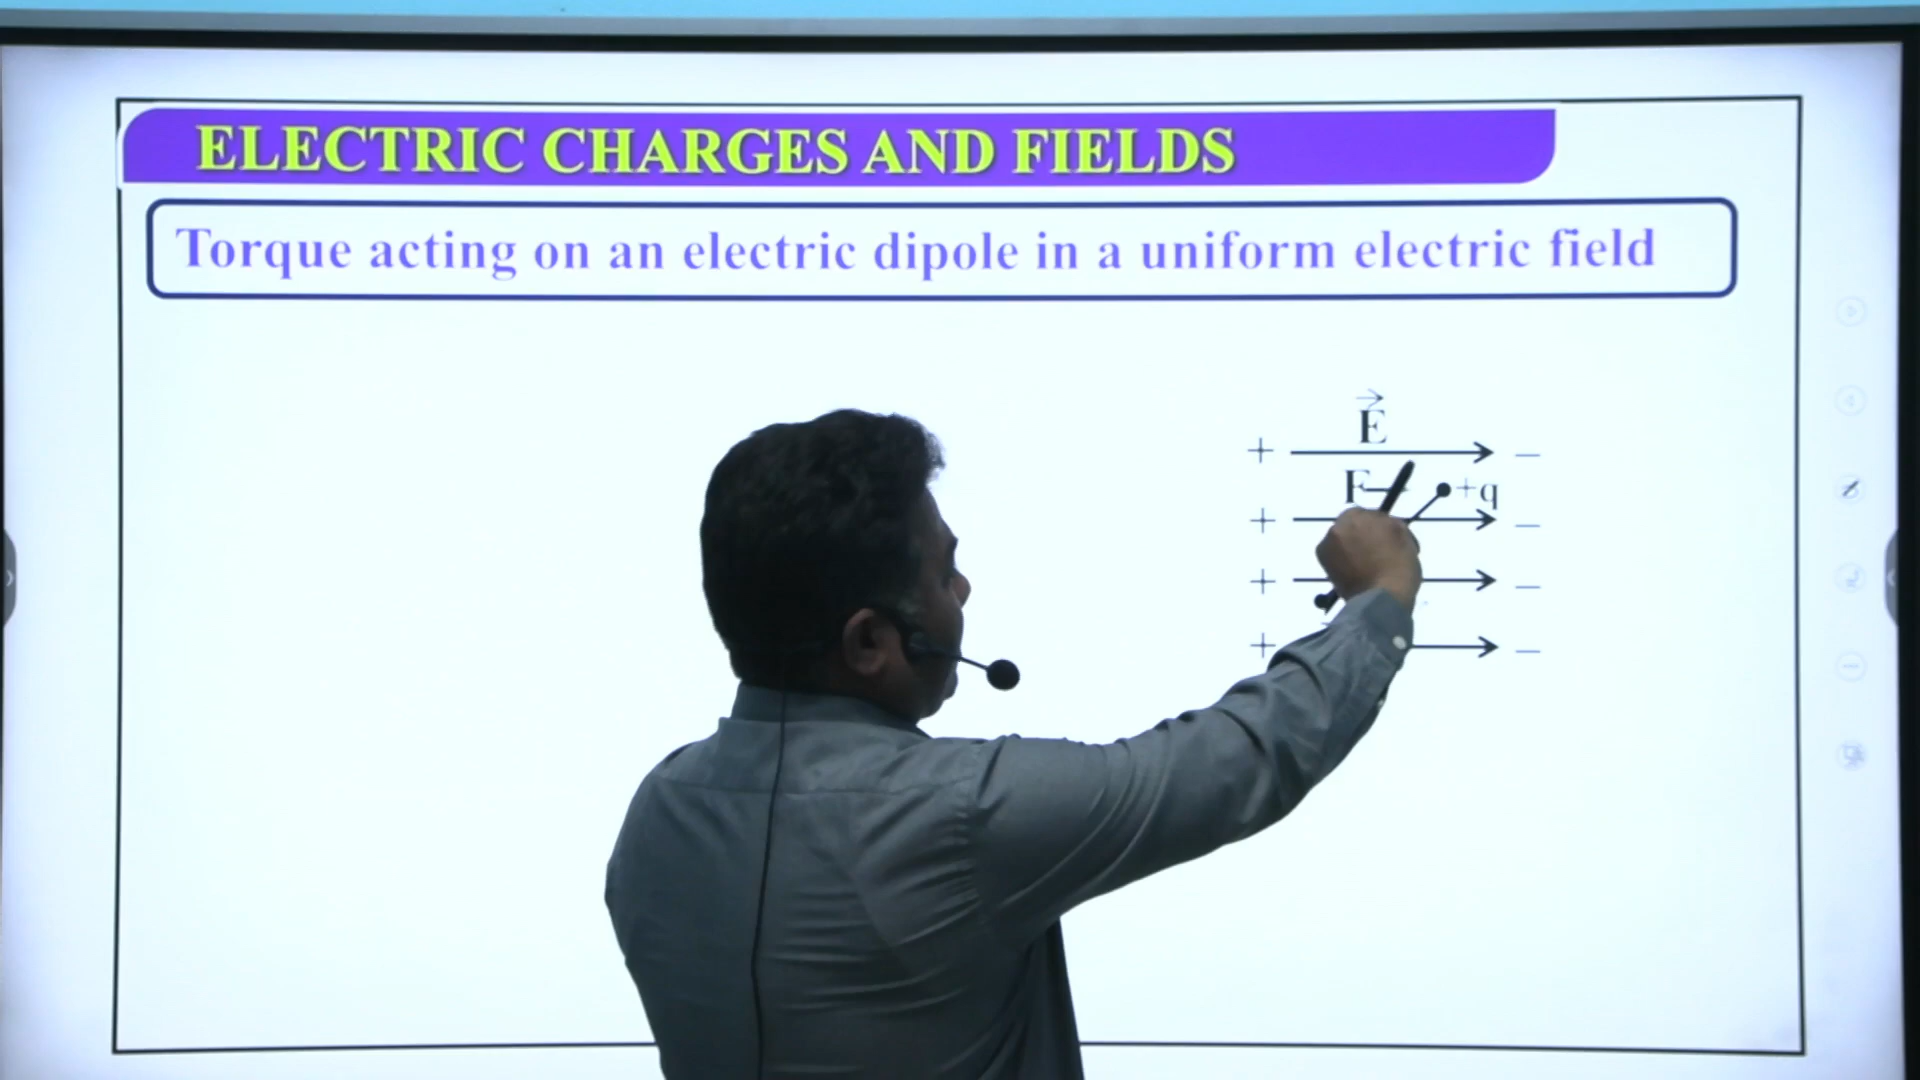 ELECTRIC CHARGES AND FIELDS
Torque acting on an electric dipole in a uniform electric field
E
+ −
F +q
+ −
+ −
+ −